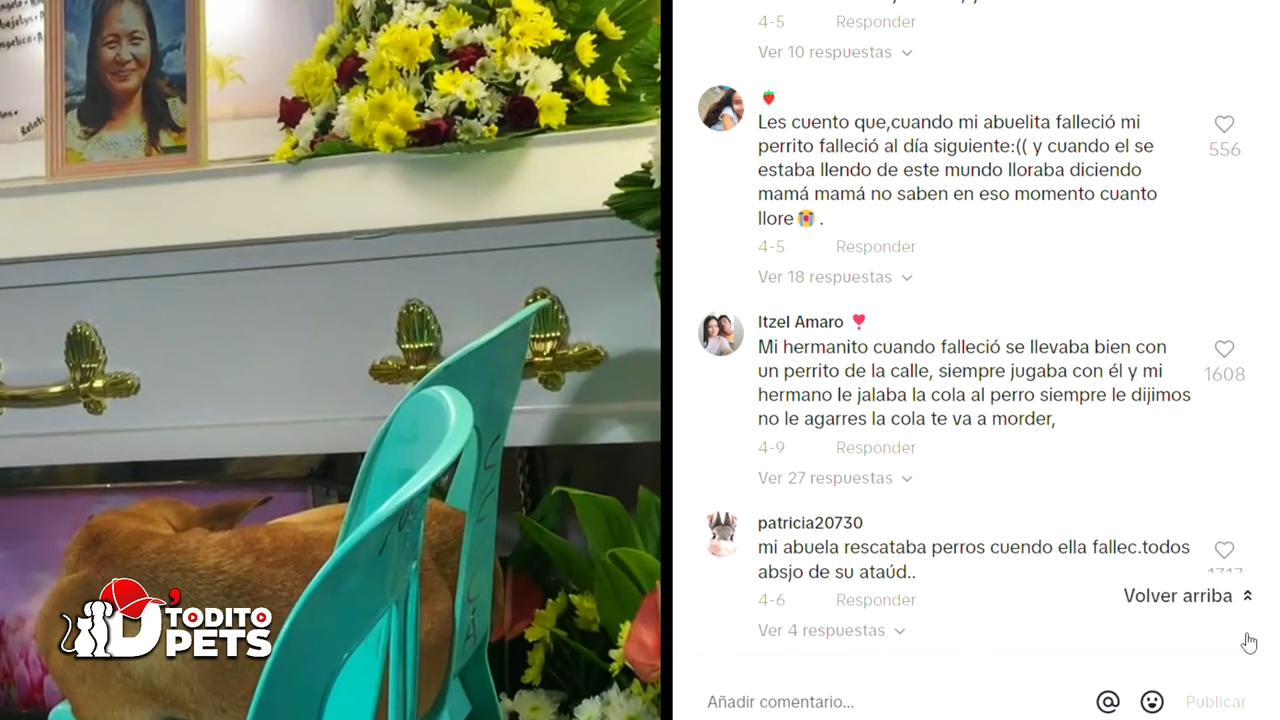 4-5 Responder
Ver 10 respuestas
Les cuento que,cuando mi abuelita falleció mi
perrito falleció al día siguiente:(( y cuando el se
estaba llendo de este mundo lloraba diciendo
mamá mamá no saben en eso momento cuanto
llore😭.
556
4-5 Responder
Ver 18 respuestas
Itzel Amaro
Mi hermanito cuando falleció se llevaba bien con
un perrito de la calle, siempre jugaba con él y mi
hermano le jalaba la cola al perro siempre le dijimos
no le agarres la cola te va a morder,
1608
4-9 Responder
Ver 27 respuestas
patricia20730
mi abuela rescataba perros cuendo ella fallec.todos
absjo de su ataúd..
4-6 Responder
Volver arriba
Ver 4 respuestas
Añadir comentario...
@
Publicar
D'TODITO
PETS